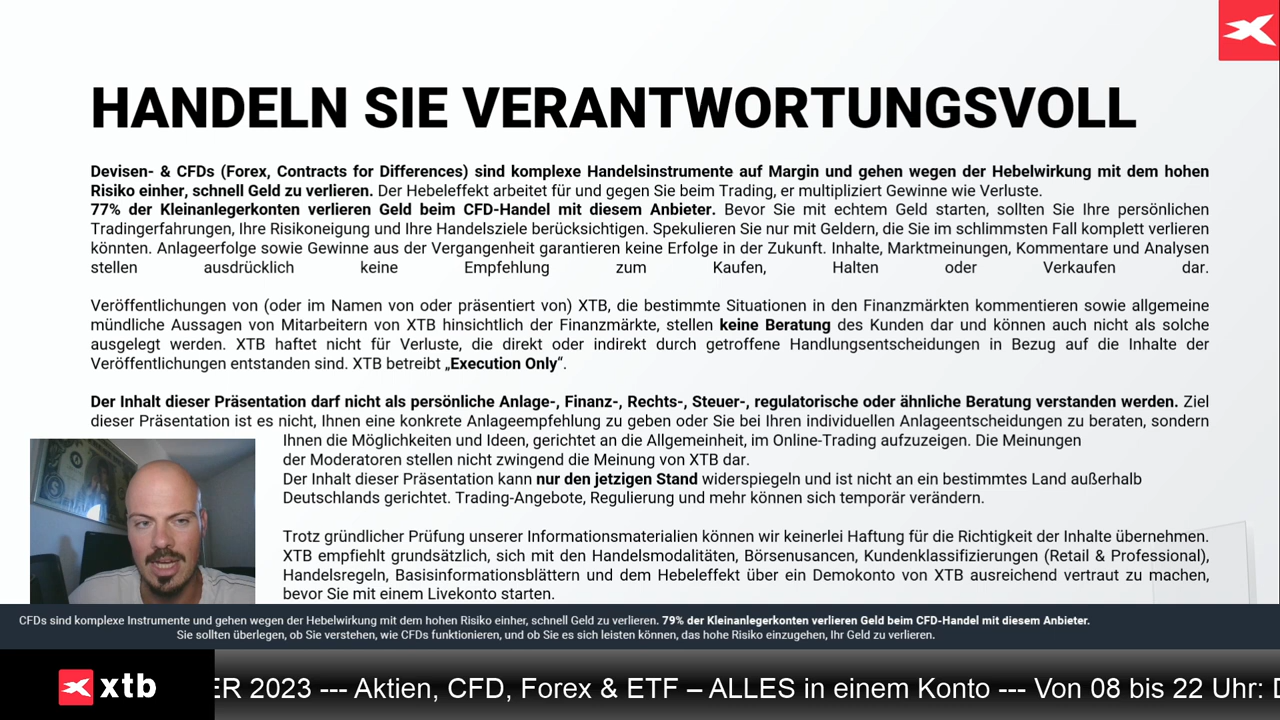 HANDELN SIE VERANTWORTUNGSVOLL
Devisen- & CFDs (Forex, Contracts for Differences) sind komplexe Handelsinstrumente auf Margin und gehen wegen der Hebelwirkung mit dem hohen
Risiko einher, schnell Geld zu verlieren. Der Hebeleffekt arbeitet für und gegen Sie beim Trading, er multipliziert Gewinne wie Verluste.
77% der Kleinanlegerkonten verlieren Geld beim CFD-Handel mit diesem Anbieter. Bevor Sie mit echtem Geld starten, sollten Sie Ihre persönlichen
Tradingerfahrungen, Ihre Risikoneigung und Ihre Handelsziele berücksichtigen. Spekulieren Sie nur mit Geldern, die Sie im schlimmsten Fall komplett verlieren
könnten. Anlageerfolge sowie Gewinne aus der Vergangenheit garantieren keine Erfolge in der Zukunft. Inhalte, Marktmeinungen, Kommentare und Analysen
stellen ausdrücklich keine Empfehlung zum Kaufen, Halten oder Verkaufen dar.
Veröffentlichungen von (oder im Namen von oder präsentiert von) XTB, die bestimmte Situationen in den Finanzmärkten kommentieren sowie allgemeine
mündliche Aussagen von Mitarbeitern von XTB hinsichtlich der Finanzmärkte, stellen keine Beratung des Kunden dar und können auch nicht als solche
ausgelegt werden. XTB haftet nicht für Verluste, die direkt oder indirekt durch getroffene Handlungsentscheidungen in Bezug auf die Inhalte der
Veröffentlichungen entstanden sind. XTB betreibt „Execution Only“.
Der Inhalt dieser Präsentation darf nicht als persönliche Anlage-, Finanz-, Rechts-, Steuer-, regulatorische oder ähnliche Beratung verstanden werden. Ziel
dieser Präsentation ist es nicht, Ihnen eine konkrete Anlageempfehlung zu geben oder Sie bei Ihren individuellen Anlageentscheidungen zu beraten, sondern
Ihnen die Möglichkeiten und Ideen, gerichtet an die Allgemeinheit, im Online-Trading aufzuzeigen. Die Meinungen
der Moderatoren stellen nicht zwingend die Meinung von XTB dar.
Der Inhalt dieser Präsentation kann nur den jetzigen Stand widerspiegeln und ist nicht an ein bestimmtes Land außerhalb
Deutschlands gerichtet. Trading-Angebote, Regulierung und mehr können sich temporär verändern.
Trotz gründlicher Prüfung unserer Informationsmaterialien können wir keinerlei Haftung für die Richtigkeit der Inhalte übernehmen.
XTB empfiehlt grundsätzlich, sich mit den Handelsmodalitäten, Börsenusancen, Kundenklassifizierungen (Retail & Professional),
Handelsregeln, Basisinformationsblättern und dem Hebeleffekt über ein Demokonto von XTB ausreichend vertraut zu machen,
bevor Sie mit einem Livekonto starten.
CFDs sind komplexe Instrumente und gehen wegen der Hebelwirkung mit dem hohen Risiko einher, schnell Geld zu verlieren. 79% der Kleinanlegerkonten verlieren Geld beim CFD-Handel mit diesem Anbieter.
Sie sollten überlegen, ob Sie verstehen, wie CFDs funktionieren, und ob Sie es sich leisten können, das hohe Risiko einzugehen, Ihr Geld zu verlieren.
xtb ER 2023 --- Aktien, CFD, Forex & ETF – ALLES in einem Konto --- Von 08 bis 22 Uhr: D